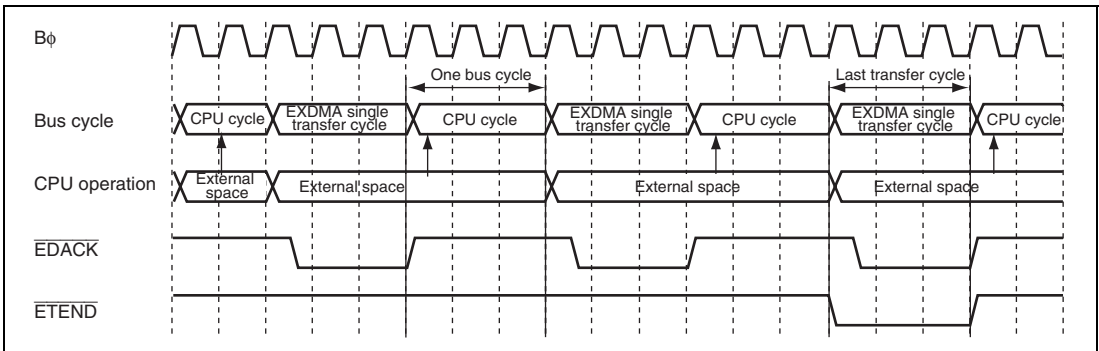 Bϕ
One bus cycle
Last transfer cycle
Bus cycle
CPU cycle
EXDMA single
transfer cycle
CPU cycle
EXDMA single
transfer cycle
CPU cycle
EXDMA single
transfer cycle
CPU cycle
CPU operation
External
space
External space
External space
External space
EDACK
ETEND